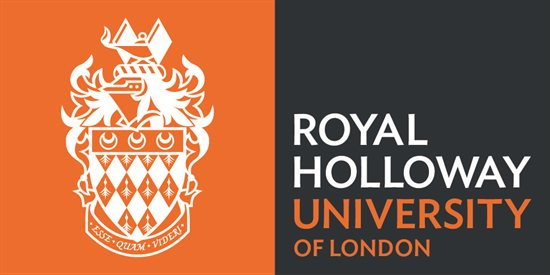 ESSE · QUAM · VIDERI
ROYAL
HOLLOWAY
UNIVERSITY
OF LONDON